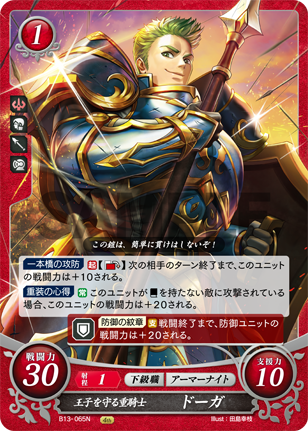 1
この鎧は、簡単に貫けはしないぞ！
一本橋の攻防 起【】次の相手のターン終了まで、このユニット
の戦闘力は＋10される。
重装の心得 常 このユニットが を持たない敵に攻撃されている
場合、このユニットの戦闘力は＋20される。
防御の紋章 支 戦闘終了まで、防御ユニットの
戦闘力は＋20される。
戦闘力
30
射程 1 下級職 アーマーナイト
支援力
10
王子を守る重騎士 ドーガ
B13-065N Illust：田島幸枝